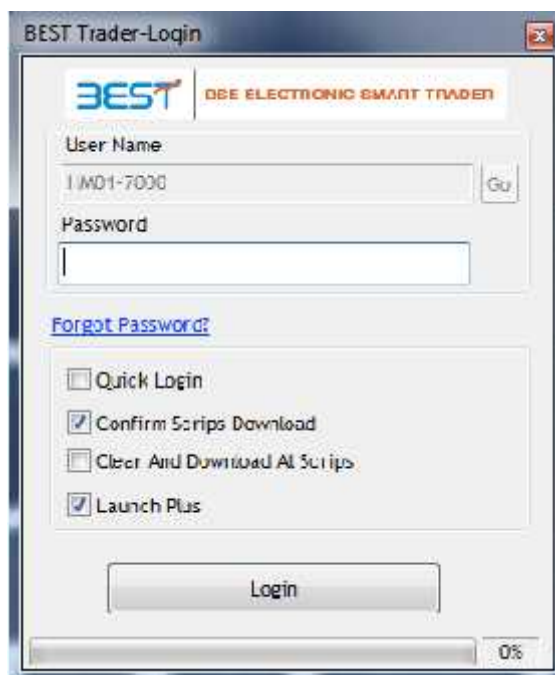 BEST Trader-Login
BEST
BSE ELECTRONIC SMART TRADER
User Name
Go
Password
Forgot Password?
Quick Login
Confirm Scrips Download
Clear And Download All Scrips
Launch Plus
Login
0%